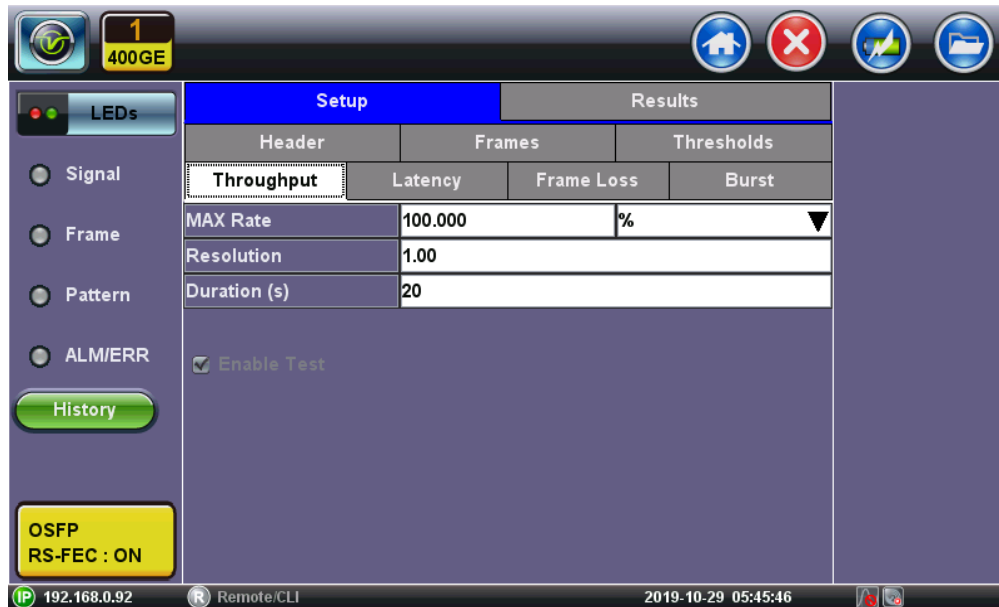 1
400GE
LEDs
Setup
Results
Header
Frames
Thresholds
Signal
Throughput
Latency
Frame Loss
Burst
MAX Rate
100.000
%
Frame
Resolution
1.00
Pattern
Duration (s)
20
ALM/ERR
Enable Test
History
OSFP
RS-FEC : ON
IP 192.168.0.92
R Remote/CLI
2019-10-29 05:45:46